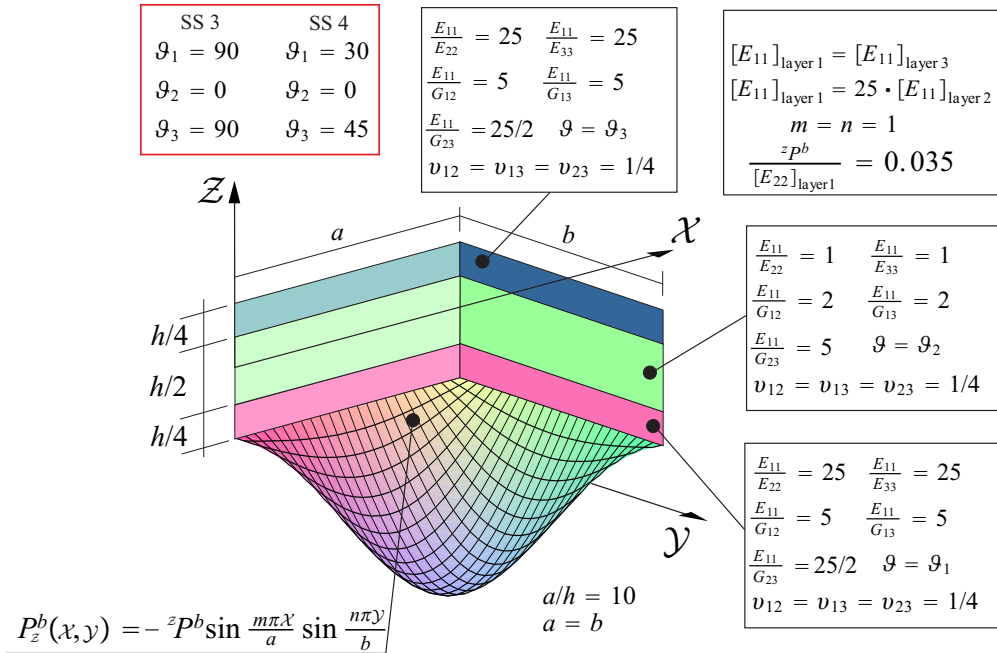 SS 3 SS 4
ϑ₁ = 90 ϑ₁ = 30
ϑ₂ = 0 ϑ₂ = 0
ϑ₃ = 90 ϑ₃ = 45
E₁₁/E₂₂ = 25 E₁₁/E₃₃ = 25
E₁₁/G₁₂ = 5 E₁₁/G₁₃ = 5
E₁₁/G₂₃ = 25/2 ϑ = ϑ₃
υ₁₂ = υ₁₃ = υ₂₃ = 1/4
[E₁₁]layer 1 = [E₁₁]layer 3
[E₁₁]layer 1 = 25 • [E₁₁]layer 2
m = n = 1
ᶻPᵇ/[E₂₂]layer1 = 0.035
Z
a
b
X
h/4
h/2
h/4
E₁₁/E₂₂ = 1 E₁₁/E₃₃ = 1
E₁₁/G₁₂ = 2 E₁₁/G₁₃ = 2
E₁₁/G₂₃ = 5 ϑ = ϑ₂
υ₁₂ = υ₁₃ = υ₂₃ = 1/4
E₁₁/E₂₂ = 25 E₁₁/E₃₃ = 25
E₁₁/G₁₂ = 5 E₁₁/G₁₃ = 5
E₁₁/G₂₃ = 25/2 ϑ = ϑ₁
υ₁₂ = υ₁₃ = υ₂₃ = 1/4
Y
a/h = 10
a = b
P_z^b(x,y) = − ᶻPᵇ sin mπx/a sin nπy/b